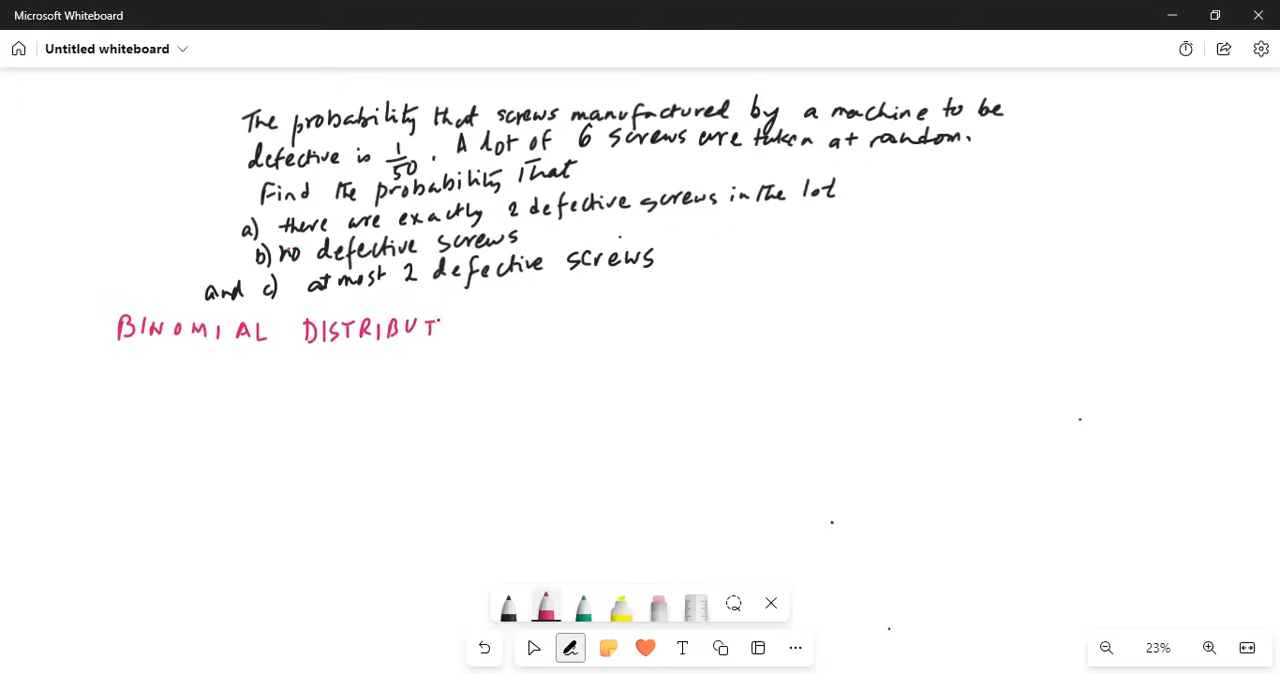 Microsoft Whiteboard
Untitled whiteboard
The probability that screws manufactured by a machine to be
defective is 1/50. A lot of 6 screws are taken at random.
Find the probability that
a) there are exactly 2 defective screws in the lot
b) no defective screws
and c) at most 2 defective screws
BINOMIAL DISTRIBUT
T
23%